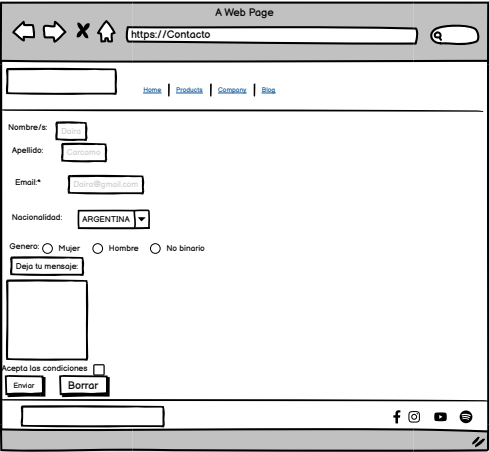 A Web Page
https://Contacto
Home Products Company Blog
Nombre/s: Daira
Apellido: Carcamo
Email:* Daira@gmail.com
Nacionalidad: ARGENTINA
Genero: Mujer Hombre No binario
Deja tu mensaje:
Acepta las condiciones
Enviar Borrar